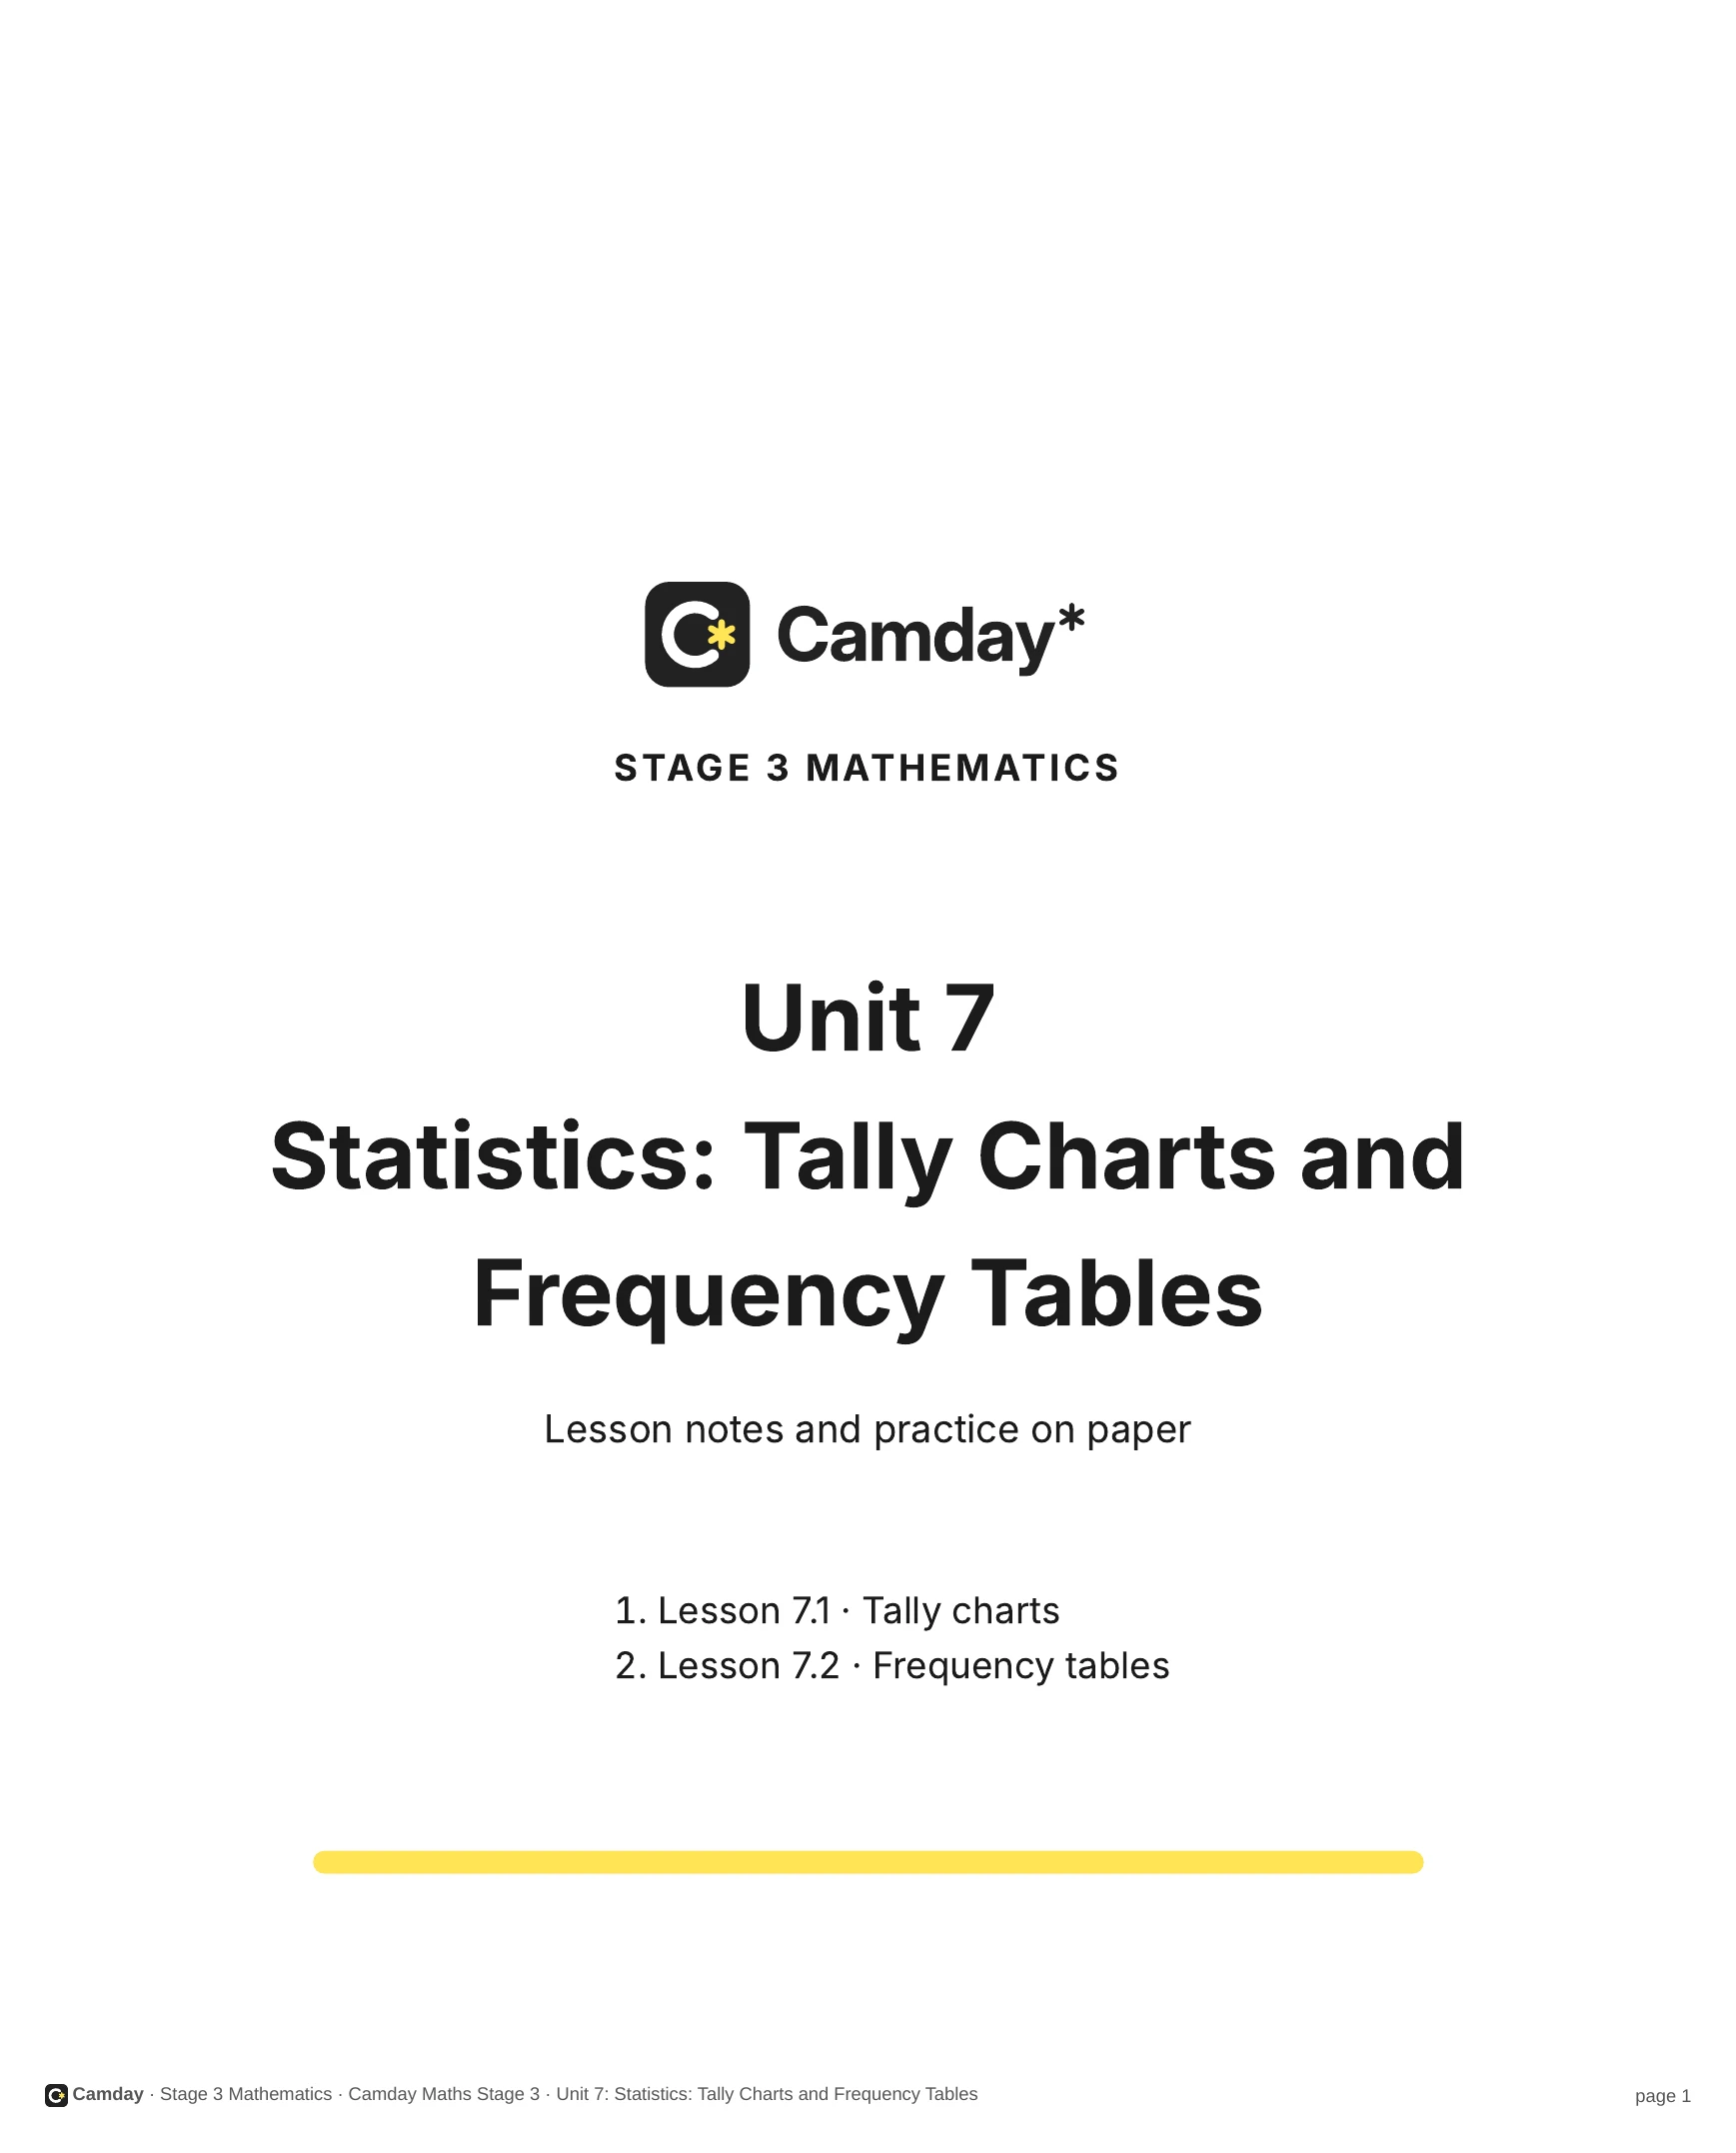 Camday*
STAGE 3 MATHEMATICS
Unit 7
Statistics: Tally Charts and
Frequency Tables
Lesson notes and practice on paper
1. Lesson 7.1 · Tally charts
2. Lesson 7.2 · Frequency tables
Camday · Stage 3 Mathematics · Camday Maths Stage 3 · Unit 7: Statistics: Tally Charts and Frequency Tables
page 1